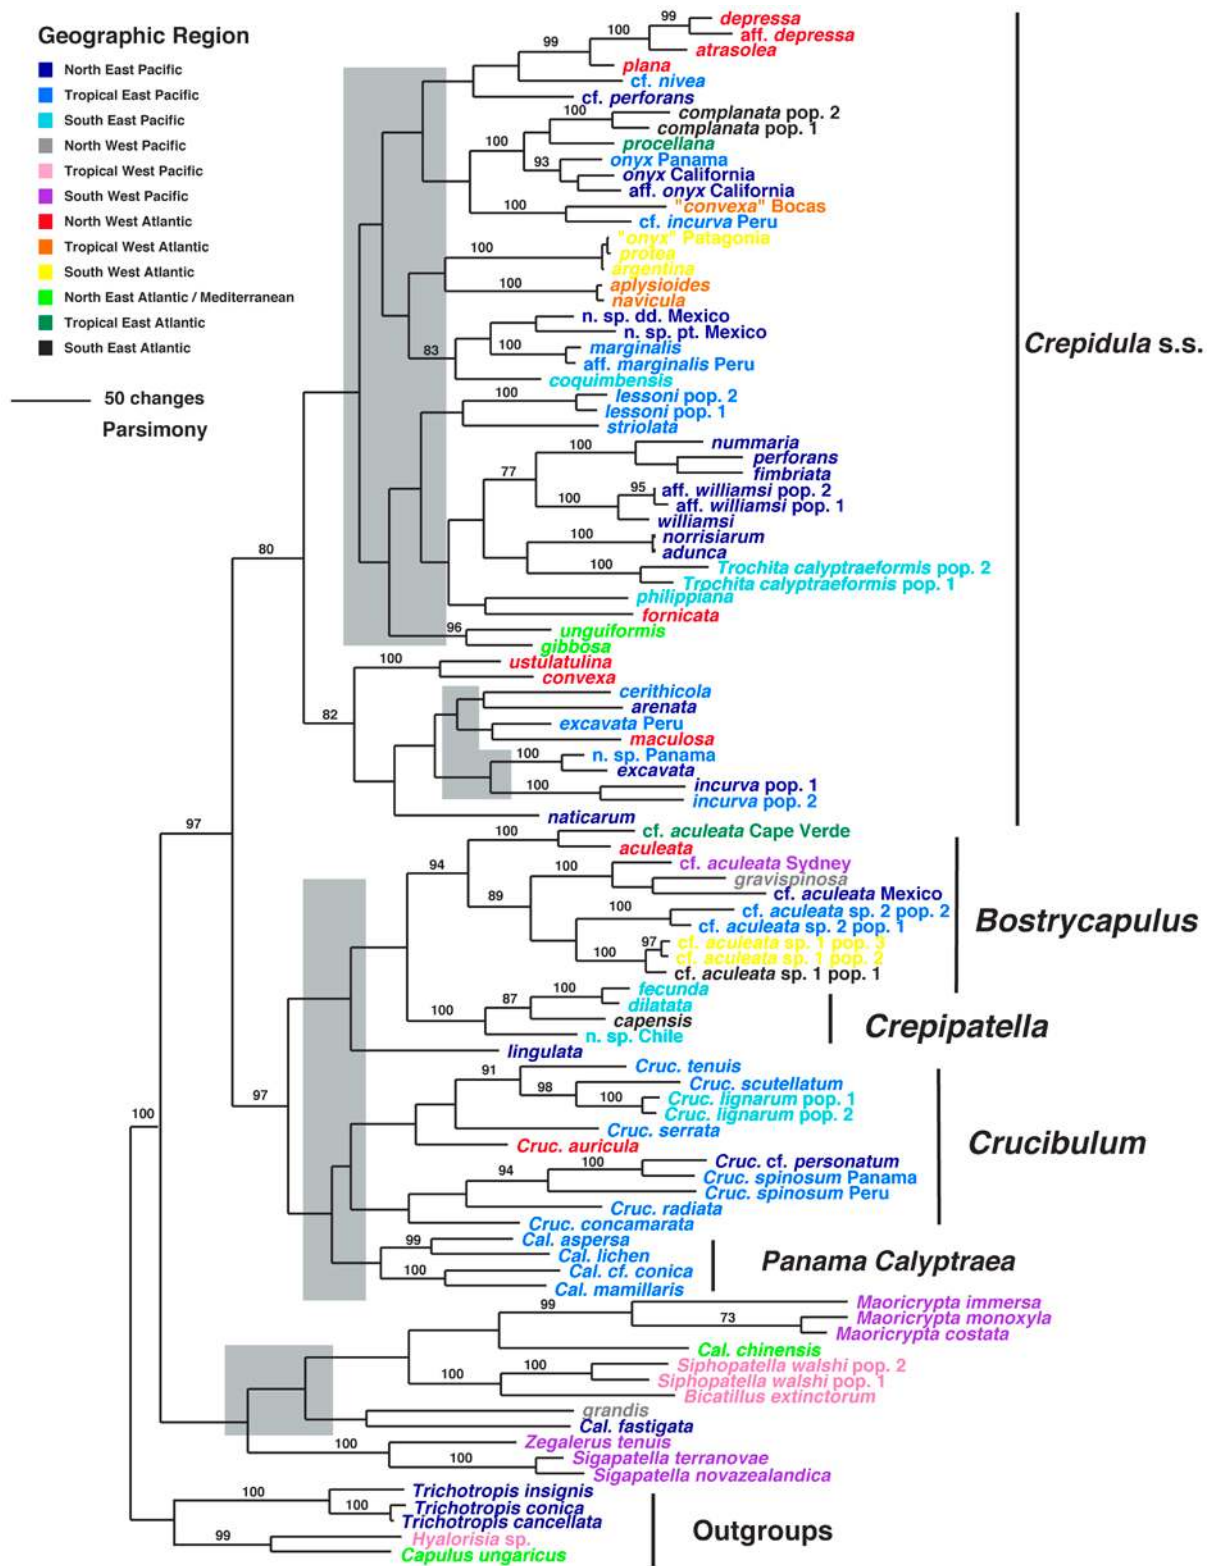 Geographic Region
North East Pacific
Tropical East Pacific
South East Pacific
North West Pacific
Tropical West Pacific
South West Pacific
North West Atlantic
Tropical West Atlantic
South West Atlantic
North East Atlantic / Mediterranean
Tropical East Atlantic
South East Atlantic
50 changes
Parsimony
99
depressa
100
aff. depressa
99
atrasolea
plana
cf. nivea
cf. perforans
100
complanata pop. 2
complanata pop. 1
100
procellana
93
onyx Panama
onyx California
aff. onyx California
100
"convexa" Bocas
cf. incurva Peru
"onyx" Patagonia
100
protea
argentina
100
aplysioides
navicula
n. sp. dd. Mexico
n. sp. pt. Mexico
83
100
marginalis
aff. marginalis Peru
coquimbensis
100
lessoni pop. 2
lessoni pop. 1
striolata
100
nummaria
perforans
77
fimbriata
95
aff. williamsi pop. 2
100
aff. williamsi pop. 1
williamsi
100
norrisiarum
adunca
100
Trochita calyptraeformis pop. 2
Trochita calyptraeformis pop. 1
philippiana
fornicata
96
unguiformis
gibbosa
80
100
ustulatulina
convexa
82
cerithicola
arenata
excavata Peru
maculosa
100
n. sp. Panama
excavata
100
incurva pop. 1
incurva pop. 2
naticarum
Crepidula s.s.
97
100
cf. aculeata Cape Verde
aculeata
94
100
cf. aculeata Sydney
gravispinosa
89
cf. aculeata Mexico
100
cf. aculeata sp. 2 pop. 2
cf. aculeata sp. 2 pop. 1
97
cf. aculeata sp. 1 pop. 3
100
cf. aculeata sp. 1 pop. 2
cf. aculeata sp. 1 pop. 1
Bostrycapulus
100
fecunda
87
dilatata
100
capensis
n. sp. Chile
Crepipatella
lingulata
97
100
91
Cruc. tenuis
98
Cruc. scutellatum
100
Cruc. lignarum pop. 1
Cruc. lignarum pop. 2
Cruc. serrata
Cruc. auricula
100
Cruc. cf. personatum
94
Cruc. spinosum Panama
Cruc. spinosum Peru
Cruc. radiata
Cruc. concamarata
Crucibulum
99
Cal. aspersa
Cal. lichen
100
Cal. cf. conica
Cal. mamillaris
Panama Calyptraea
99
Maoricrypta immersa
73
Maoricrypta monoxyla
Maoricrypta costata
Cal. chinensis
100
Siphopatella walshi pop. 2
100
Siphopatella walshi pop. 1
Bicatillus extinctorum
grandis
Cal. fastigata
100
Zegalerus tenuis
100
Sigapatella terranovae
Sigapatella novazealandica
100
Trichotropis insignis
100
Trichotropis conica
Trichotropis cancellata
99
Hyalorisia sp.
Capulus ungaricus
Outgroups